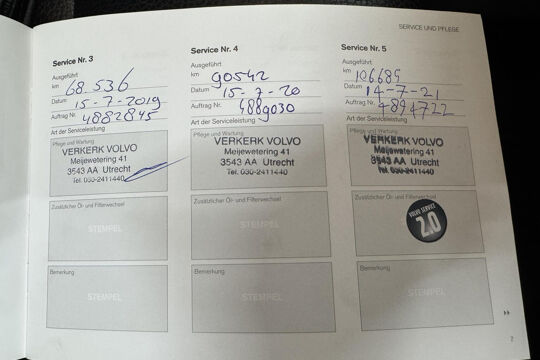 SERVICE UND PFLEGE
Service Nr. 3
Ausgeführt
km 68.536
Datum 15-7-2019
Auftrag Nr. 4882845
Art der Serviceleistung
Pflege und Wartung
VERKERK VOLVO
Meijewetering 41
3543 AA Utrecht
Tel. 030-2411440
Zusätzlicher Öl- und Filterwechsel
STEMPEL
Bemerkung
STEMPEL
Service Nr. 4
Ausgeführt
km 90542
Datum 15-7-20
Auftrag Nr. 4889030
Art der Serviceleistung
Pflege und Wartung
VERKERK VOLVO
Meijewetering 41
3543 AA Utrecht
Tel. 030-2411440
Zusätzlicher Öl- und Filterwechsel
STEMPEL
Bemerkung
STEMPEL
Service Nr. 5
Ausgeführt
km 106685
Datum 14-7-21
Auftrag Nr. 4894722
Art der Serviceleistung
Pflege und Wartung
VERKERK VOLVO
Meijewetering 41
3543 AA Utrecht
Tel. 030-2411440
Zusätzlicher Öl- und Filterwechsel
2.0
Bemerkung
STEMPEL
2